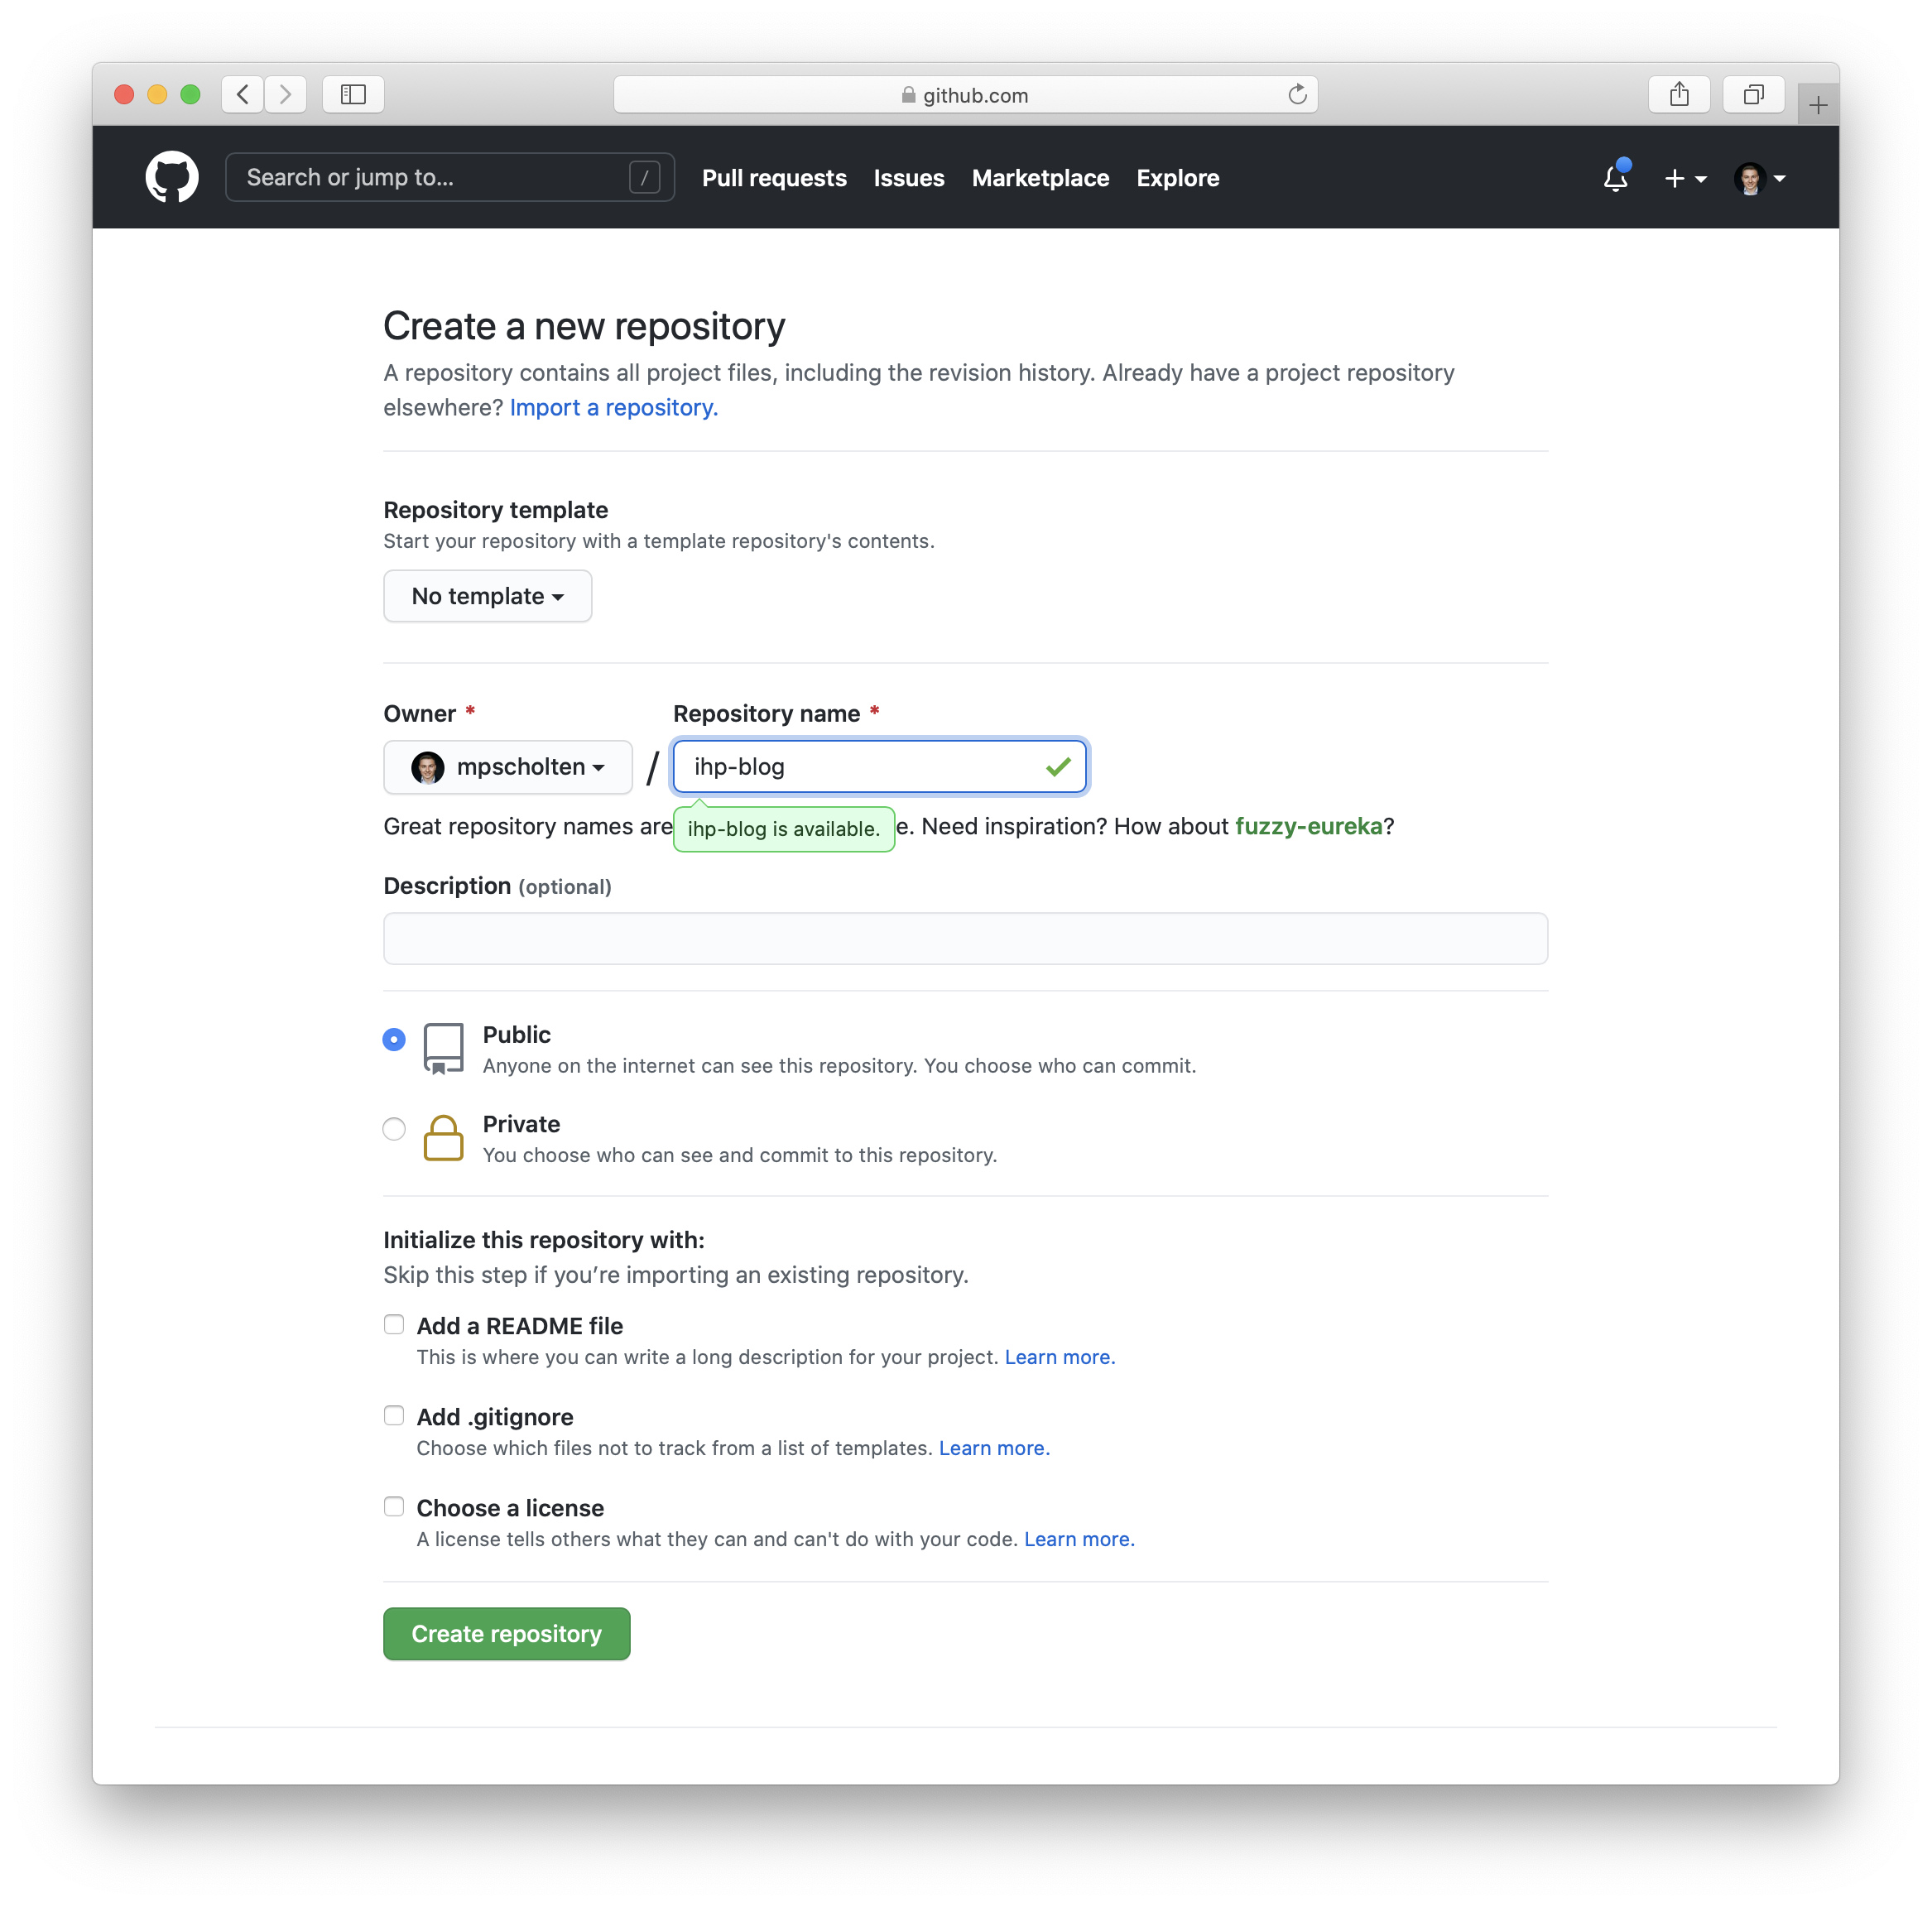 github.com
Search or jump to... /
Pull requests Issues Marketplace Explore
Create a new repository
A repository contains all project files, including the revision history. Already have a project repository
elsewhere? Import a repository.
Repository template
Start your repository with a template repository's contents.
No template
Owner * Repository name *
mpscholten / ihp-blog
Great repository names are ihp-blog is available. e. Need inspiration? How about fuzzy-eureka?
Description (optional)
Public
Anyone on the internet can see this repository. You choose who can commit.
Private
You choose who can see and commit to this repository.
Initialize this repository with:
Skip this step if you’re importing an existing repository.
Add a README file
This is where you can write a long description for your project. Learn more.
Add .gitignore
Choose which files not to track from a list of templates. Learn more.
Choose a license
A license tells others what they can and can't do with your code. Learn more.
Create repository